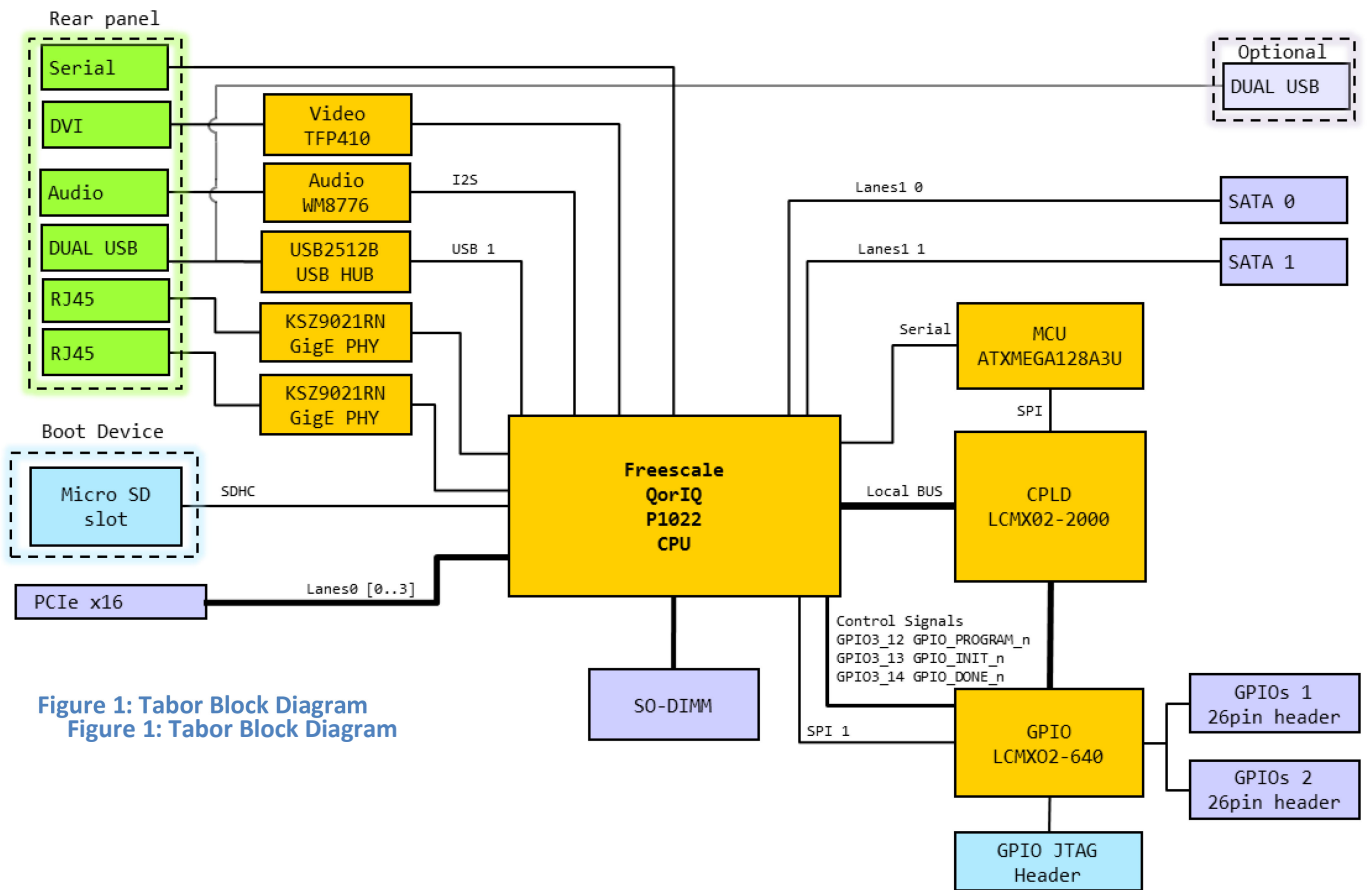 Rear panel
Serial
DVI
Audio
DUAL USB
RJ45
RJ45
Video
TFP410
Audio
WM8776
I2S
USB2512B
USB HUB
USB 1
KSZ9021RN
GigE PHY
KSZ9021RN
GigE PHY
Optional
DUAL USB
Lanes1 0
SATA 0
Lanes1 1
SATA 1
Serial
MCU
ATXMEGA128A3U
SPI
Boot Device
Micro SD
slot
SDHC
Freescale
QorIQ
P1022
CPU
Local BUS
CPLD
LCMX02-2000
PCIe x16
Lanes0 [0..3]
Control Signals
GPIO3_12 GPIO_PROGRAM_n
GPIO3_13 GPIO_INIT_n
GPIO3_14 GPIO_DONE_n
SO-DIMM
SPI 1
GPIO
LCMXO2-640
GPIOs 1
26pin header
GPIOs 2
26pin header
GPIO JTAG
Header
Figure 1: Tabor Block Diagram
Figure 1: Tabor Block Diagram